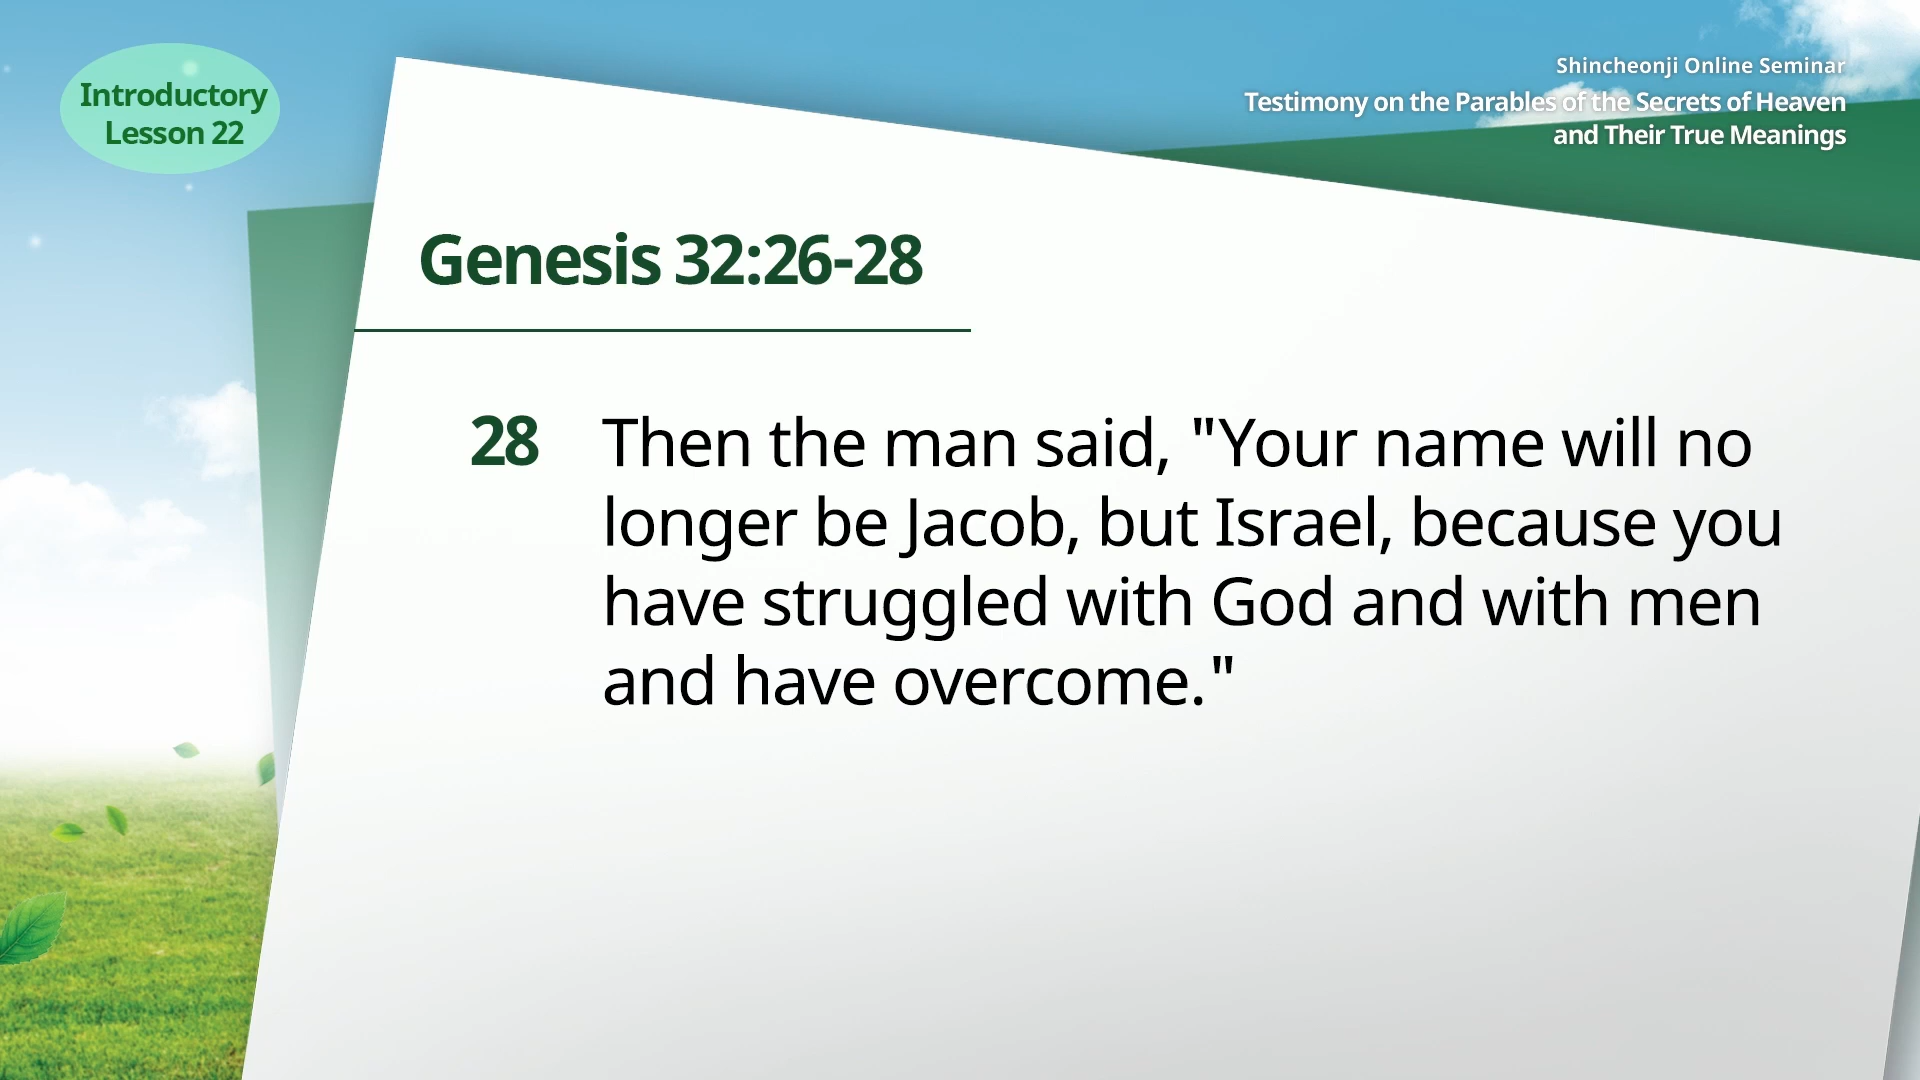 Introductory
Lesson 22
Shincheonji Online Seminar
Testimony on the Parables of the Secrets of Heaven
and Their True Meanings
Genesis 32:26-28
28 Then the man said, "Your name will no
longer be Jacob, but Israel, because you
have struggled with God and with men
and have overcome."